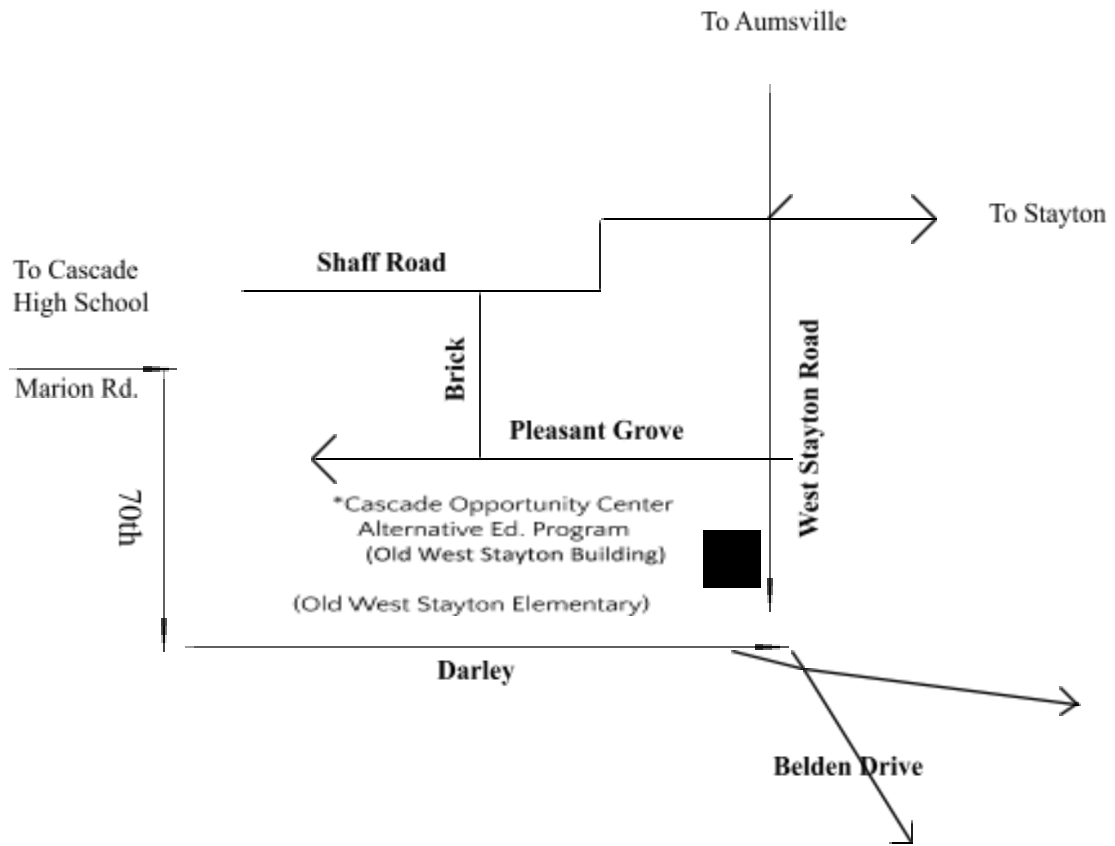 To Aumsville
To Stayton
Shaff Road
To Cascade
High School
Marion Rd.
Brick
West Stayton Road
Pleasant Grove
70th
*Cascade Opportunity Center
Alternative Ed. Program
(Old West Stayton Building)
(Old West Stayton Elementary)
Darley
Belden Drive